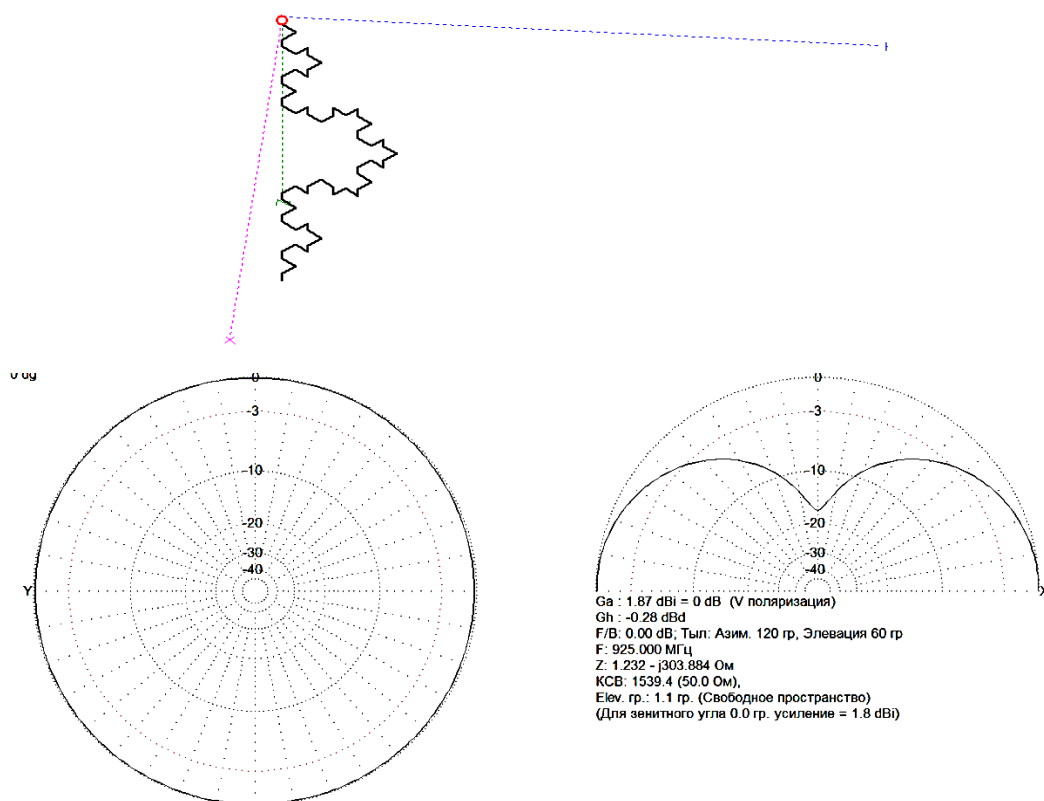 0
-3
-10
-20
-30
-40
Y
0
-3
-10
-20
-30
-40
Ga : 1.87 dBi = 0 dB (V поляризация)
Gh : -0.28 dBd
F/B: 0.00 dB; Тыл: Азим. 120 гр, Элевация 60 гр
F: 925.000 МГц
Z: 1.232 - j303.884 Ом
КСВ: 1539.4 (50.0 Ом),
Elev. гр.: 1.1 гр. (Свободное пространство)
(Для зенитного угла 0.0 гр. усиление = 1.8 dBi)